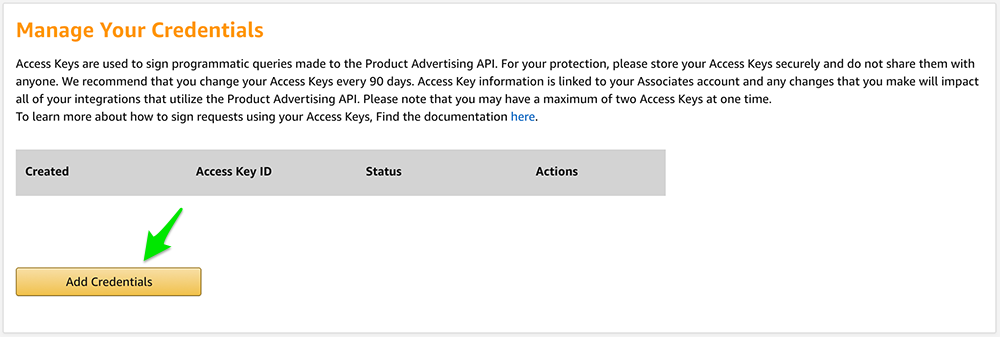 Manage Your Credentials
Access Keys are used to sign programmatic queries made to the Product Advertising API. For your protection, please store your Access Keys securely and do not share them with
anyone. We recommend that you change your Access Keys every 90 days. Access Key information is linked to your Associates account and any changes that you make will impact
all of your integrations that utilize the Product Advertising API. Please note that you may have a maximum of two Access Keys at one time.
To learn more about how to sign requests using your Access Keys, Find the documentation here.
Created Access Key ID Status Actions
Add Credentials